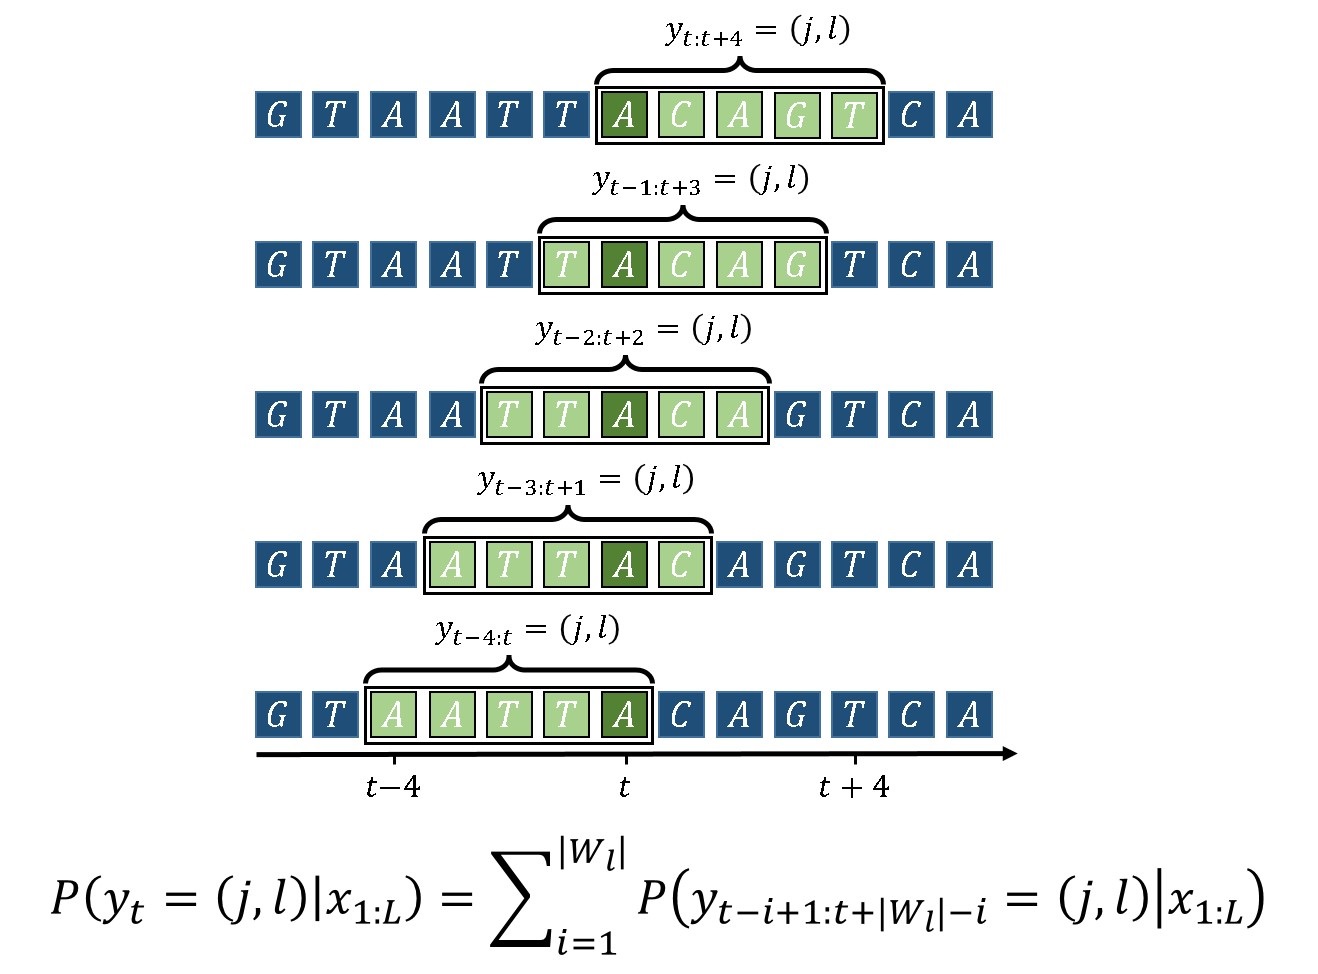 y_{t:t+4} = (j, l)
G T A A T T A C A G T C A
y_{t−1:t+3} = (j, l)
G T A A T T A C A G T C A
y_{t−2:t+2} = (j, l)
G T A A T T A C A G T C A
y_{t−3:t+1} = (j, l)
G T A A T T A C A G T C A
y_{t−4:t} = (j, l)
G T A A T T A C A G T C A
t−4 t t + 4
P(y_t = (j, l)|x_{1:L}) = ∑_{i=1}^{|W_l|} P(y_{t−i+1:t+|W_l|−i} = (j, l)|x_{1:L})